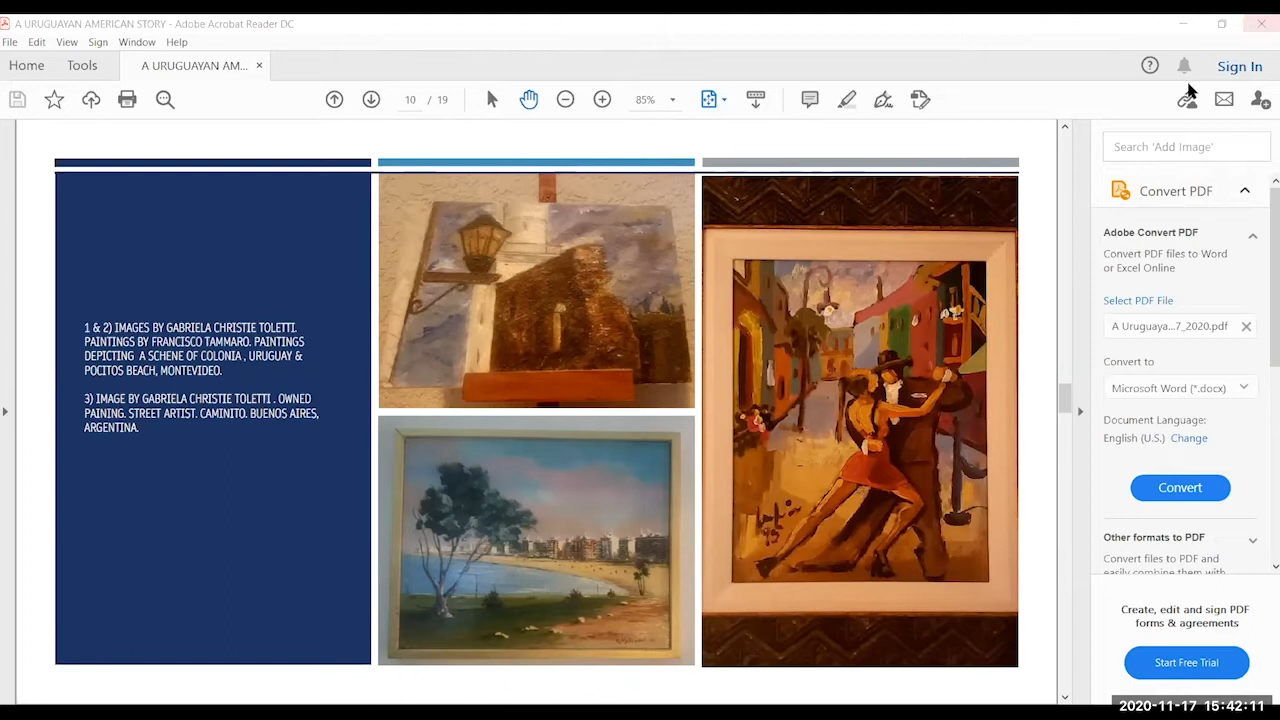 A URUGUAYAN AMERICAN STORY - Adobe Acrobat Reader DC
File Edit View Sign Window Help
Home Tools A URUGUAYAN AM... × Sign In
10 / 19 85%
Search 'Add Image'
Convert PDF
Adobe Convert PDF
Convert PDF files to Word
or Excel Online
Select PDF File
A Uruguaya...7_2020.pdf
Convert to
Microsoft Word (*.docx)
Document Language:
English (U.S.) Change
Convert
Other formats to PDF
Convert files to PDF and
easily combine them with
Create, edit and sign PDF
forms & agreements
Start Free Trial
1 & 2) IMAGES BY GABRIELA CHRISTIE TOLETTI.
PAINTINGS BY FRANCISCO TAMMARO. PAINTINGS
DEPICTING A SCHENE OF COLONIA , URUGUAY &
POCITOS BEACH, MONTEVIDEO.
3) IMAGE BY GABRIELA CHRISTIE TOLETTI . OWNED
PAINING. STREET ARTIST. CAMINITO. BUENOS AIRES,
ARGENTINA.
2020-11-17 15:42:11